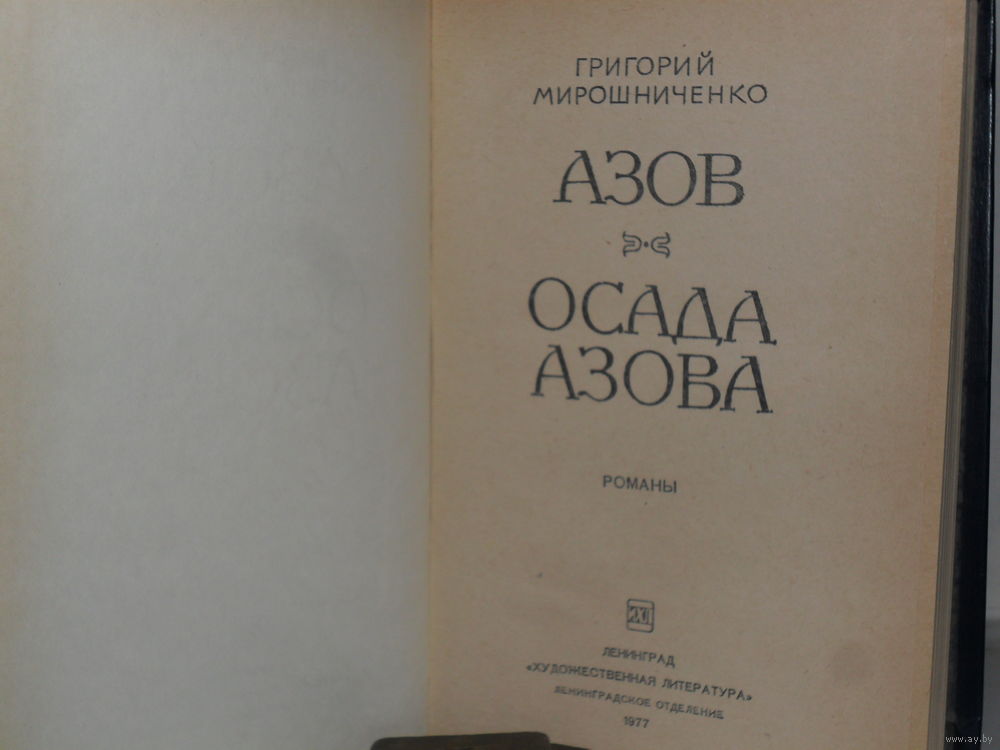 ГРИГОРИЙ
МИРОШНИЧЕНКО
АЗОВ
ОСАДА
АЗОВА
РОМАНЫ
ЛЕНИНГРАД
«ХУДОЖЕСТВЕННАЯ ЛИТЕРАТУРА»
ЛЕНИНГРАДСКОЕ ОТДЕЛЕНИЕ
1977
www.ay.by